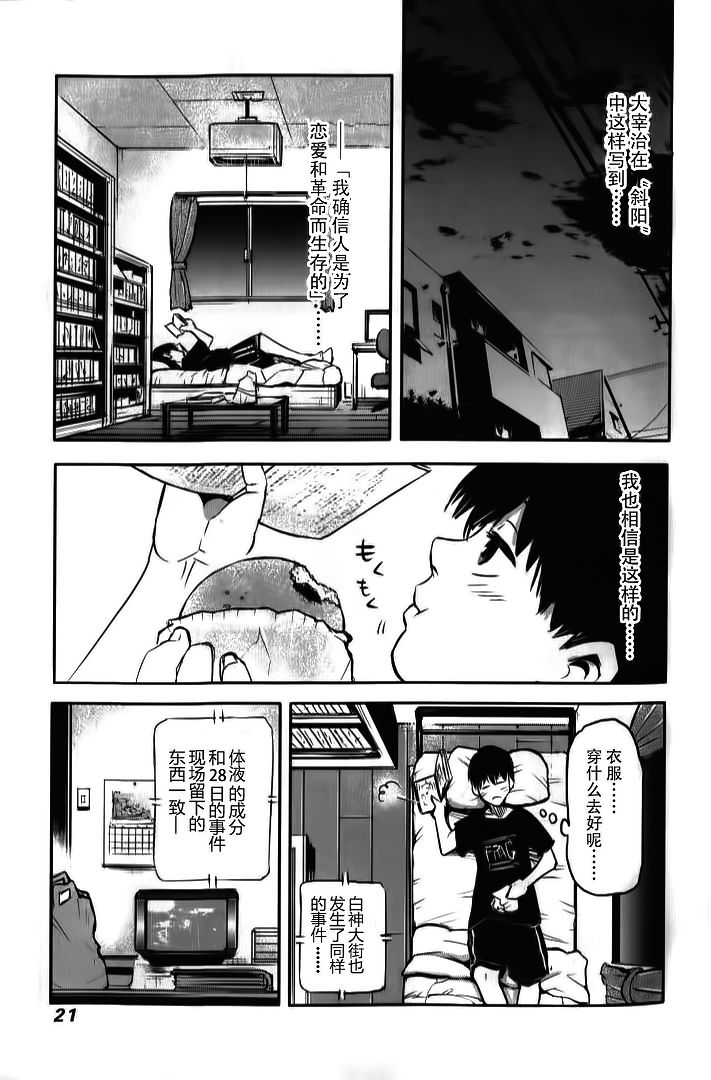 大宰治在〝斜阳〟
中这样写到……
——「我确信人是为了
恋爱和革命而生存的」……
我也相信是这样的……
もぐ
もぐ
衣服……
穿什么去好呢……
白神大街也
发生了同样
的事件……
体液的成分
和28日的事件
现场留下的
东西一致—
21